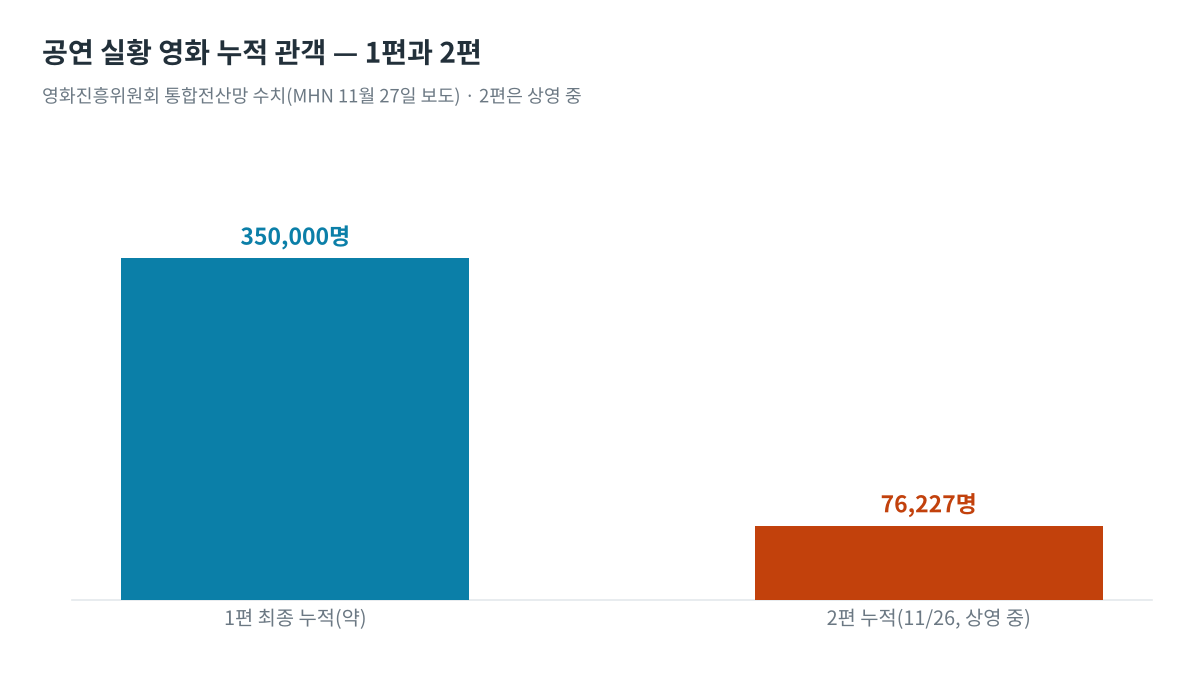 공연 실황 영화 누적 관객 — 1편과 2편
영화진흥위원회 통합전산망 수치(MHN 11월 27일 보도) · 2편은 상영 중
350,000명
76,227명
1편 최종 누적(약)
2편 누적(11/26, 상영 중)